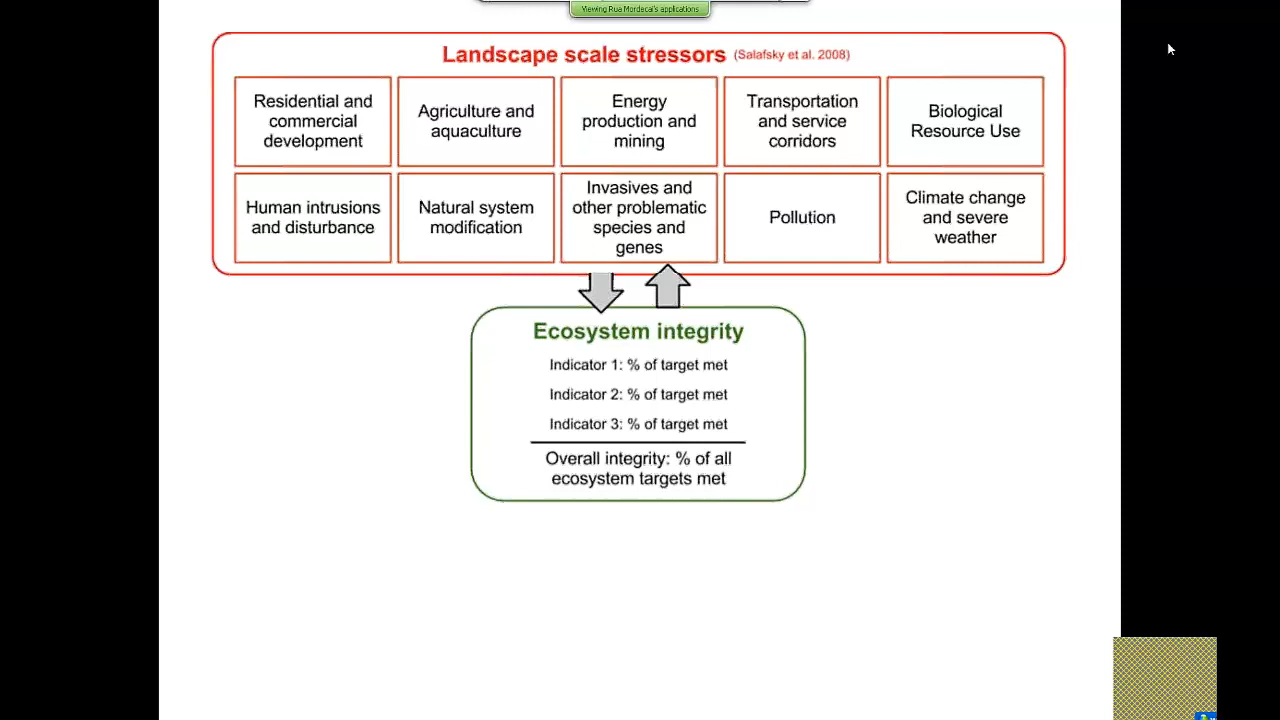 Viewing Rua Mordecai's applications
Landscape scale stressors (Salafsky et al. 2008)
Residential and
commercial
development
Agriculture and
aquaculture
Energy
production and
mining
Transportation
and service
corridors
Biological
Resource Use
Human intrusions
and disturbance
Natural system
modification
Invasives and
other problematic
species and
genes
Pollution
Climate change
and severe
weather
Ecosystem integrity
Indicator 1: % of target met
Indicator 2: % of target met
Indicator 3: % of target met
Overall integrity: % of all
ecosystem targets met